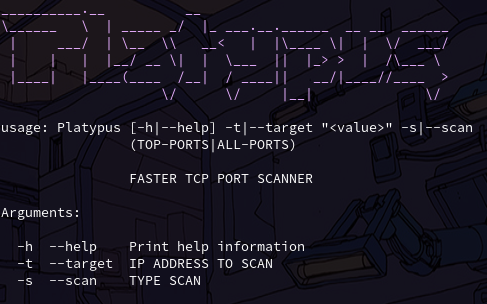 usage: Platypus [-h|--help] -t|--target "<value>" -s|--scan
(TOP-PORTS|ALL-PORTS)
FASTER TCP PORT SCANNER
Arguments:
-h  --help    Print help information
-t  --target  IP ADDRESS TO SCAN
-s  --scan    TYPE SCAN